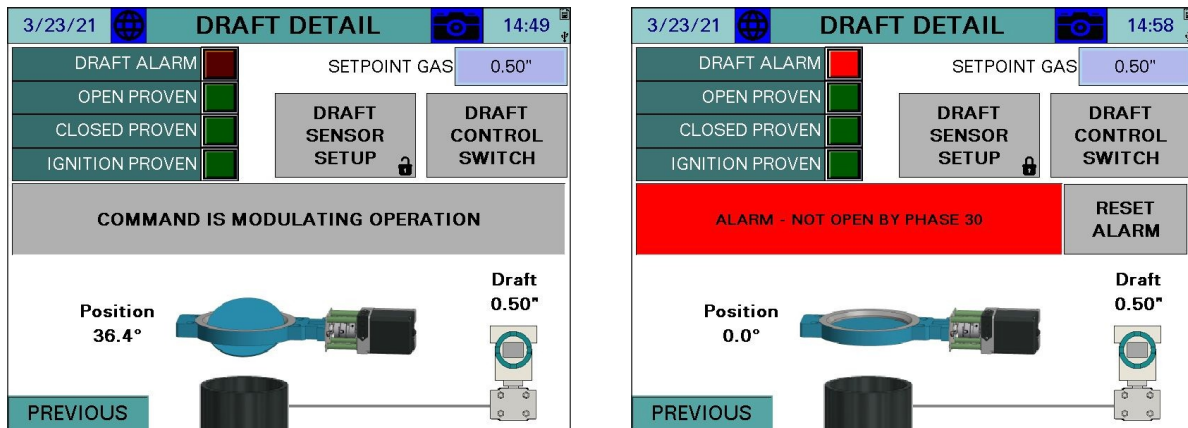 3/23/21 DRAFT DETAIL 14:49
DRAFT ALARM
SETPOINT GAS 0.50"
OPEN PROVEN
CLOSED PROVEN
IGNITION PROVEN
DRAFT
SENSOR
SETUP
DRAFT
CONTROL
SWITCH
COMMAND IS MODULATING OPERATION
Position
36.4°
Draft
0.50"
PREVIOUS
3/23/21 DRAFT DETAIL 14:58
DRAFT ALARM
SETPOINT GAS 0.50"
OPEN PROVEN
CLOSED PROVEN
IGNITION PROVEN
DRAFT
SENSOR
SETUP
DRAFT
CONTROL
SWITCH
ALARM - NOT OPEN BY PHASE 30
RESET
ALARM
Position
0.0°
Draft
0.50"
PREVIOUS